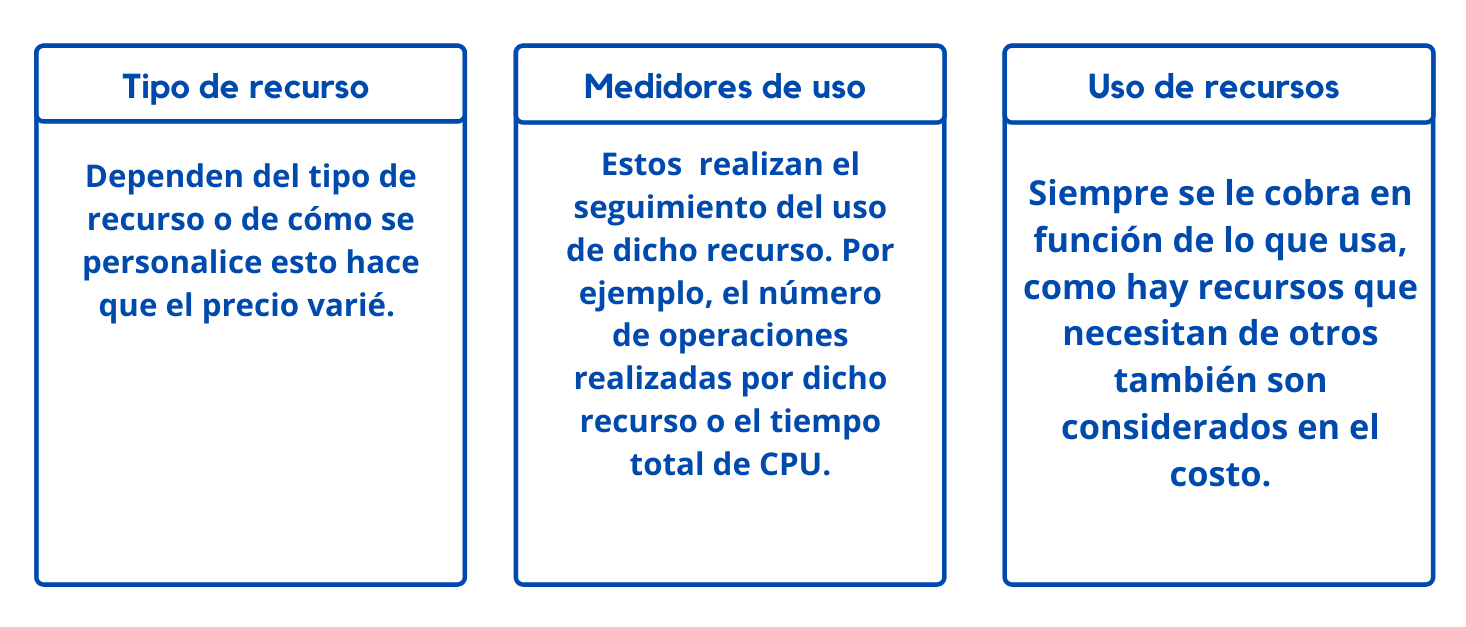 Tipo de recurso
Dependen del tipo de
recurso o de cómo se
personalice esto hace
que el precio varié.
Medidores de uso
Estos  realizan el
seguimiento del uso
de dicho recurso. Por
ejemplo, el número
de operaciones
realizadas por dicho
recurso o el tiempo
total de CPU.
Uso de recursos
Siempre se le cobra en
función de lo que usa,
como hay recursos que
necesitan de otros
también son
considerados en el
costo.